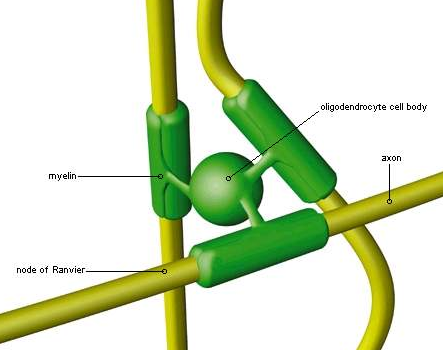 oligodendrocyte cell body
axon
myelin
node of Ranvier